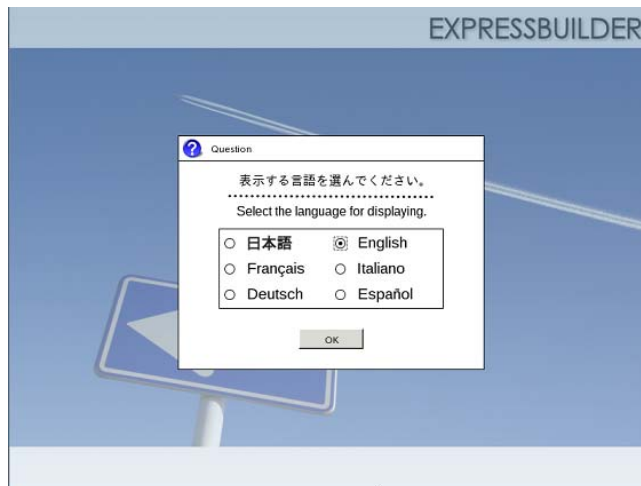 EXPRESSBUILDER
Question
表示する言語を選んでください。
Select the language for displaying.
日本語 English
Français Italiano
Deutsch Español
OK